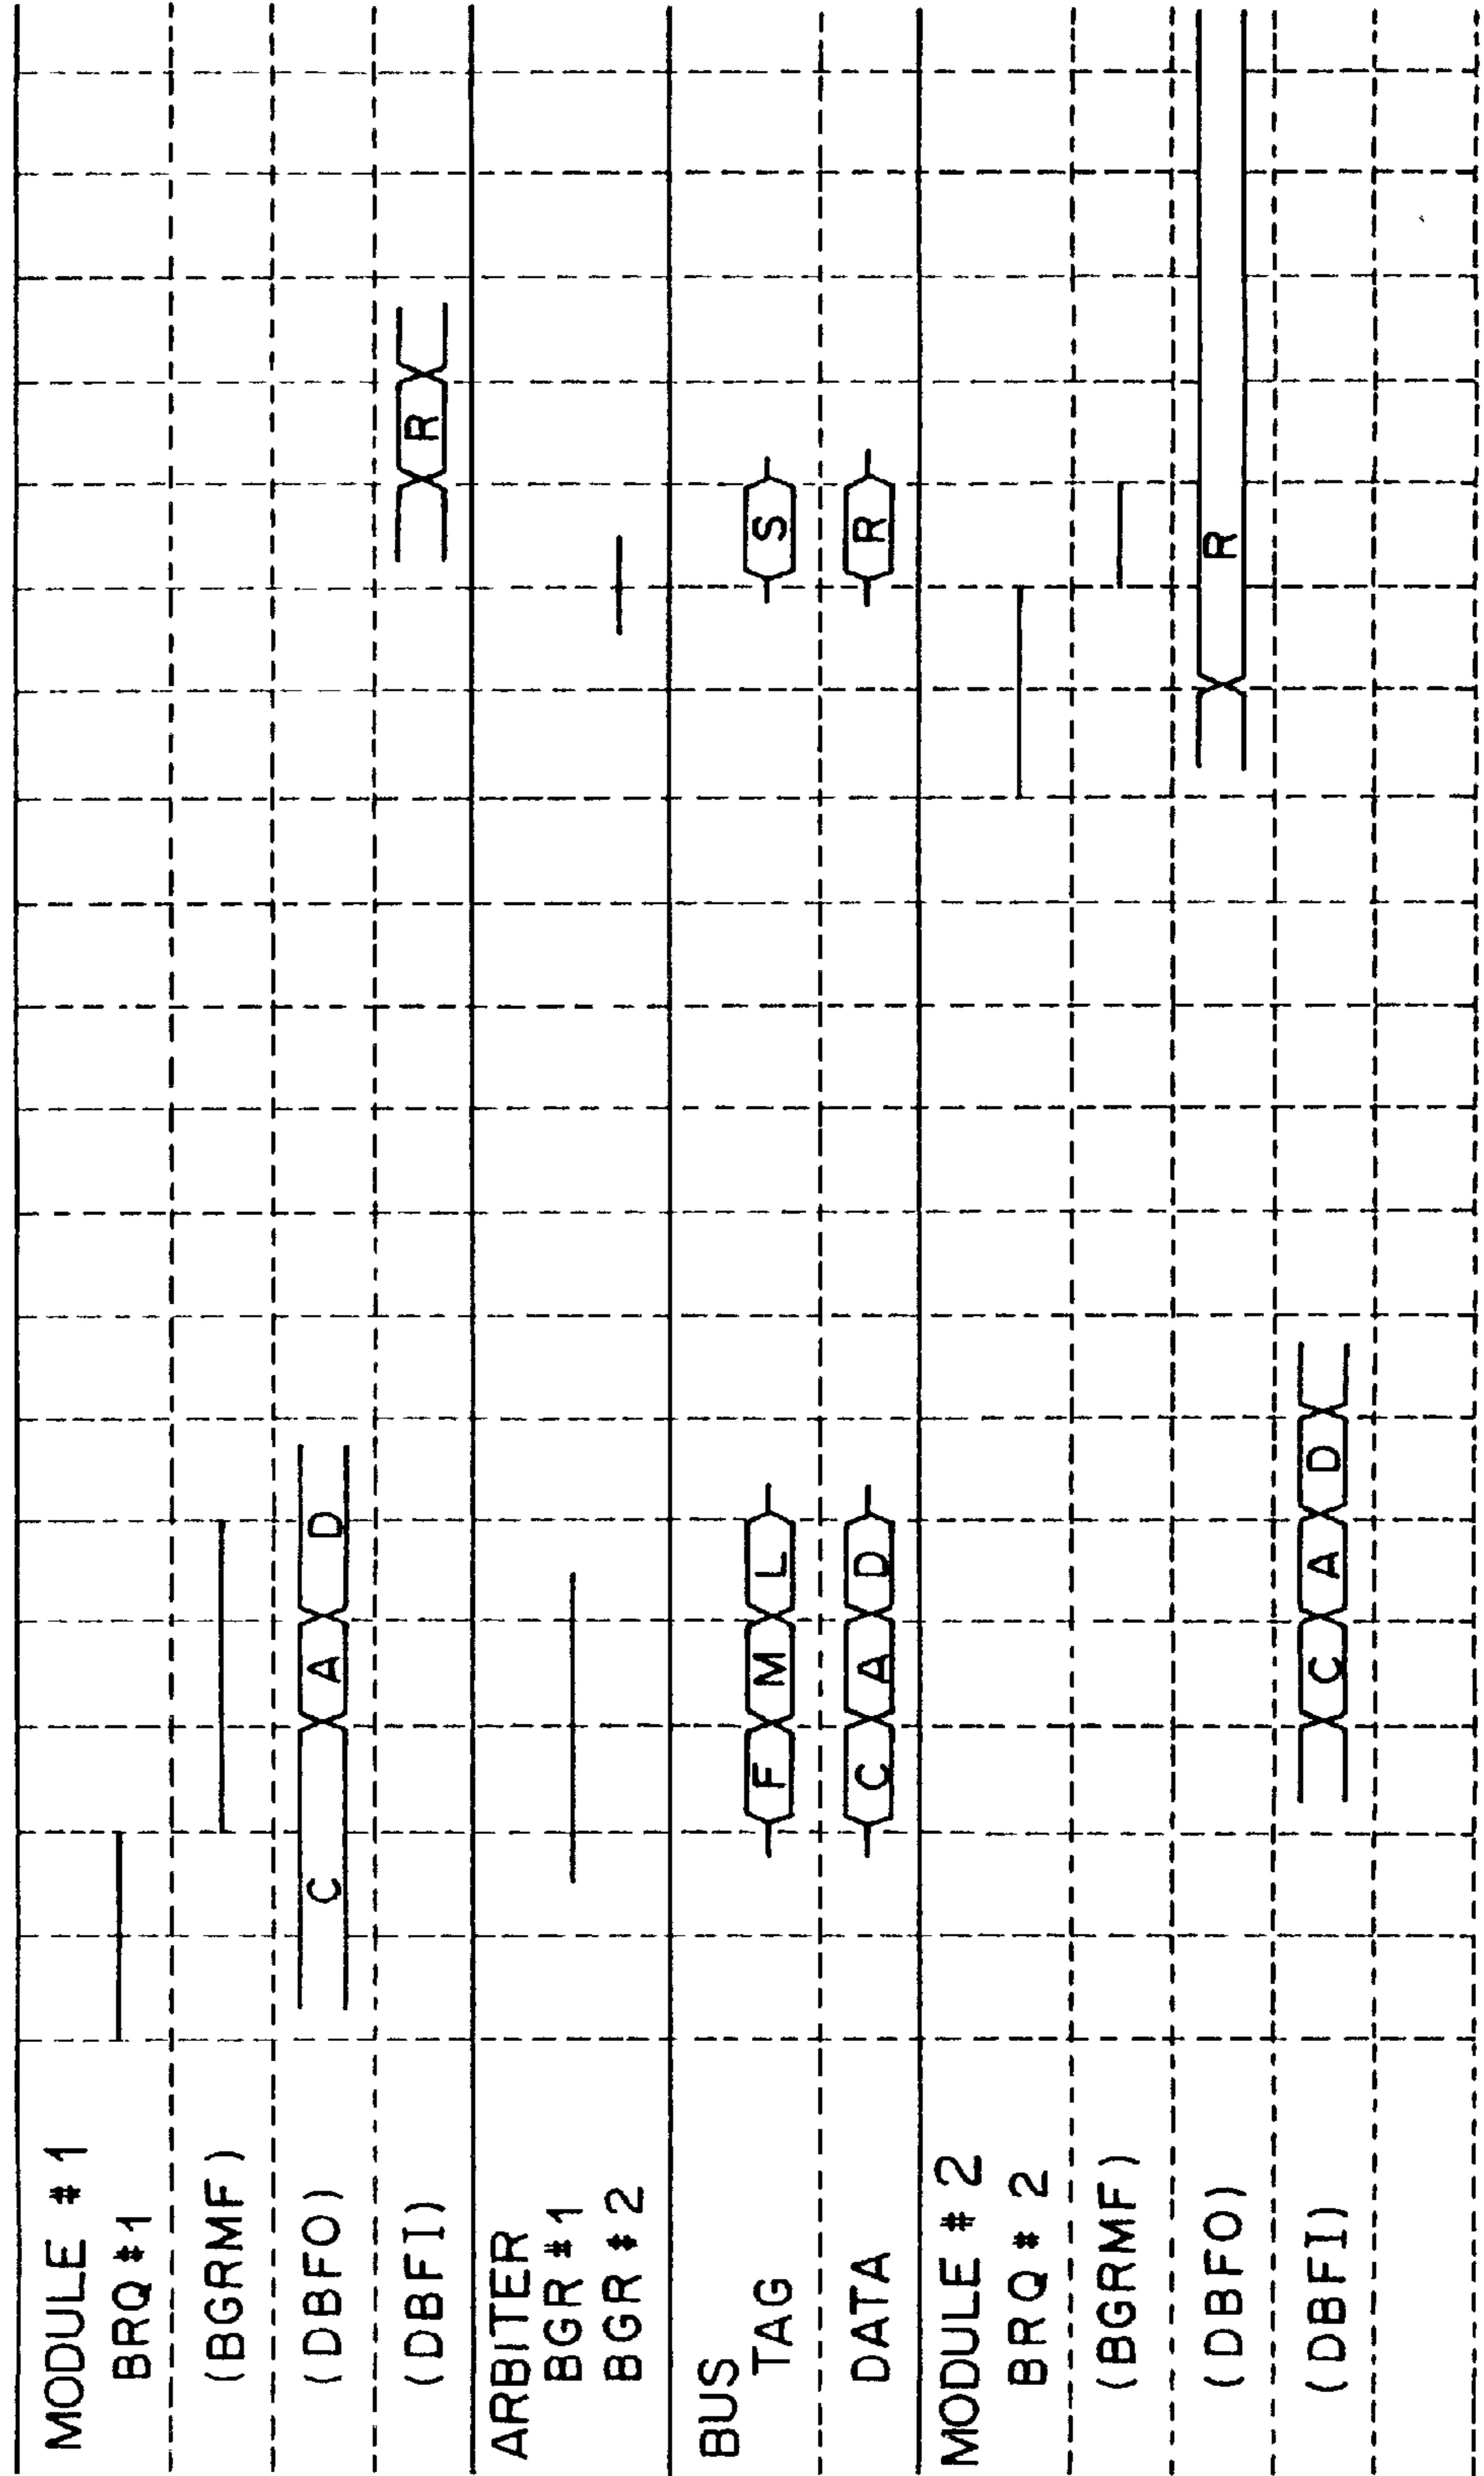 MODULE # 1
BRQ # 1
(BGRMF)
(DBFO) C A D
(DBFI) R
ARBITER
BGR # 1
BGR # 2
BUS
TAG F M L S
DATA C A D R
MODULE # 2
BRQ # 2
(BGRMF)
(DBFO) R
(DBFI) C A D